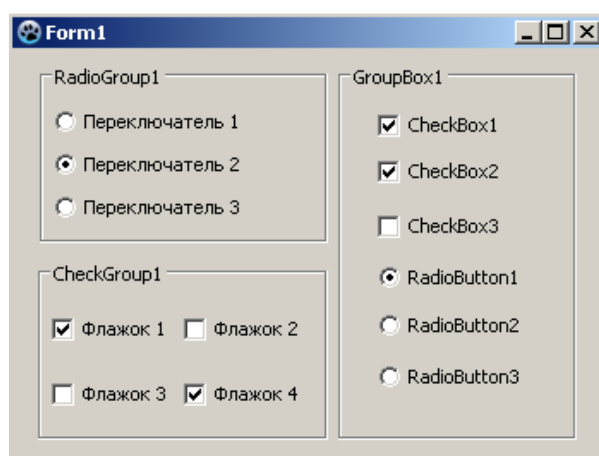 Form1
RadioGroup1
Переключатель 1
Переключатель 2
Переключатель 3
CheckGroup1
Флажок 1 Флажок 2
Флажок 3 Флажок 4
GroupBox1
CheckBox1
CheckBox2
CheckBox3
RadioButton1
RadioButton2
RadioButton3